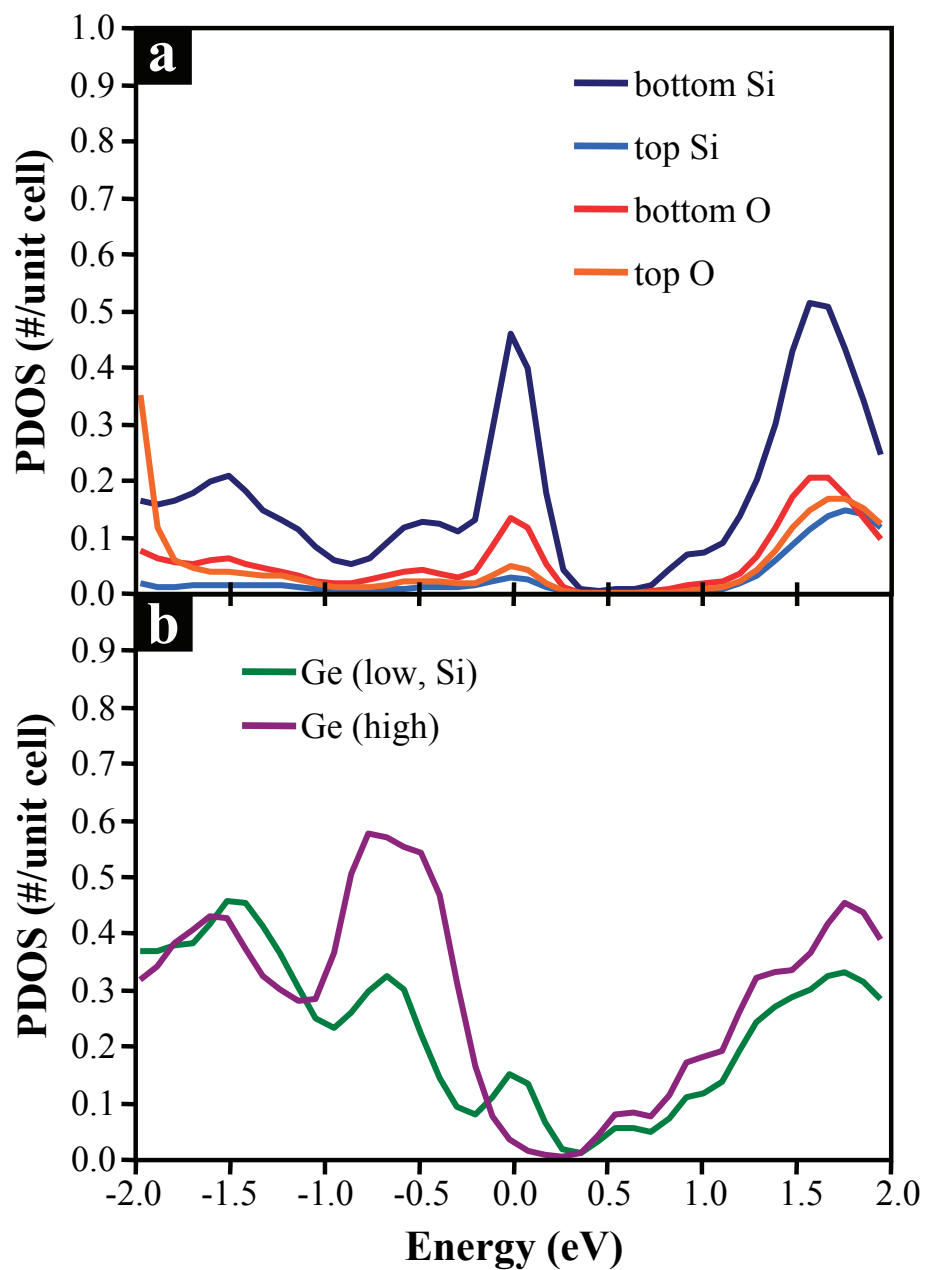 a
1.0
0.9
0.8
0.7
0.6
0.5
0.4
0.3
0.2
0.1
0.0
PDOS (#/unit cell)
bottom Si
top Si
bottom O
top O
b
0.9
0.8
0.7
0.6
0.5
0.4
0.3
0.2
0.1
0.0
PDOS (#/unit cell)
Ge (low, Si)
Ge (high)
-2.0 -1.5 -1.0 -0.5 0.0 0.5 1.0 1.5 2.0
Energy (eV)